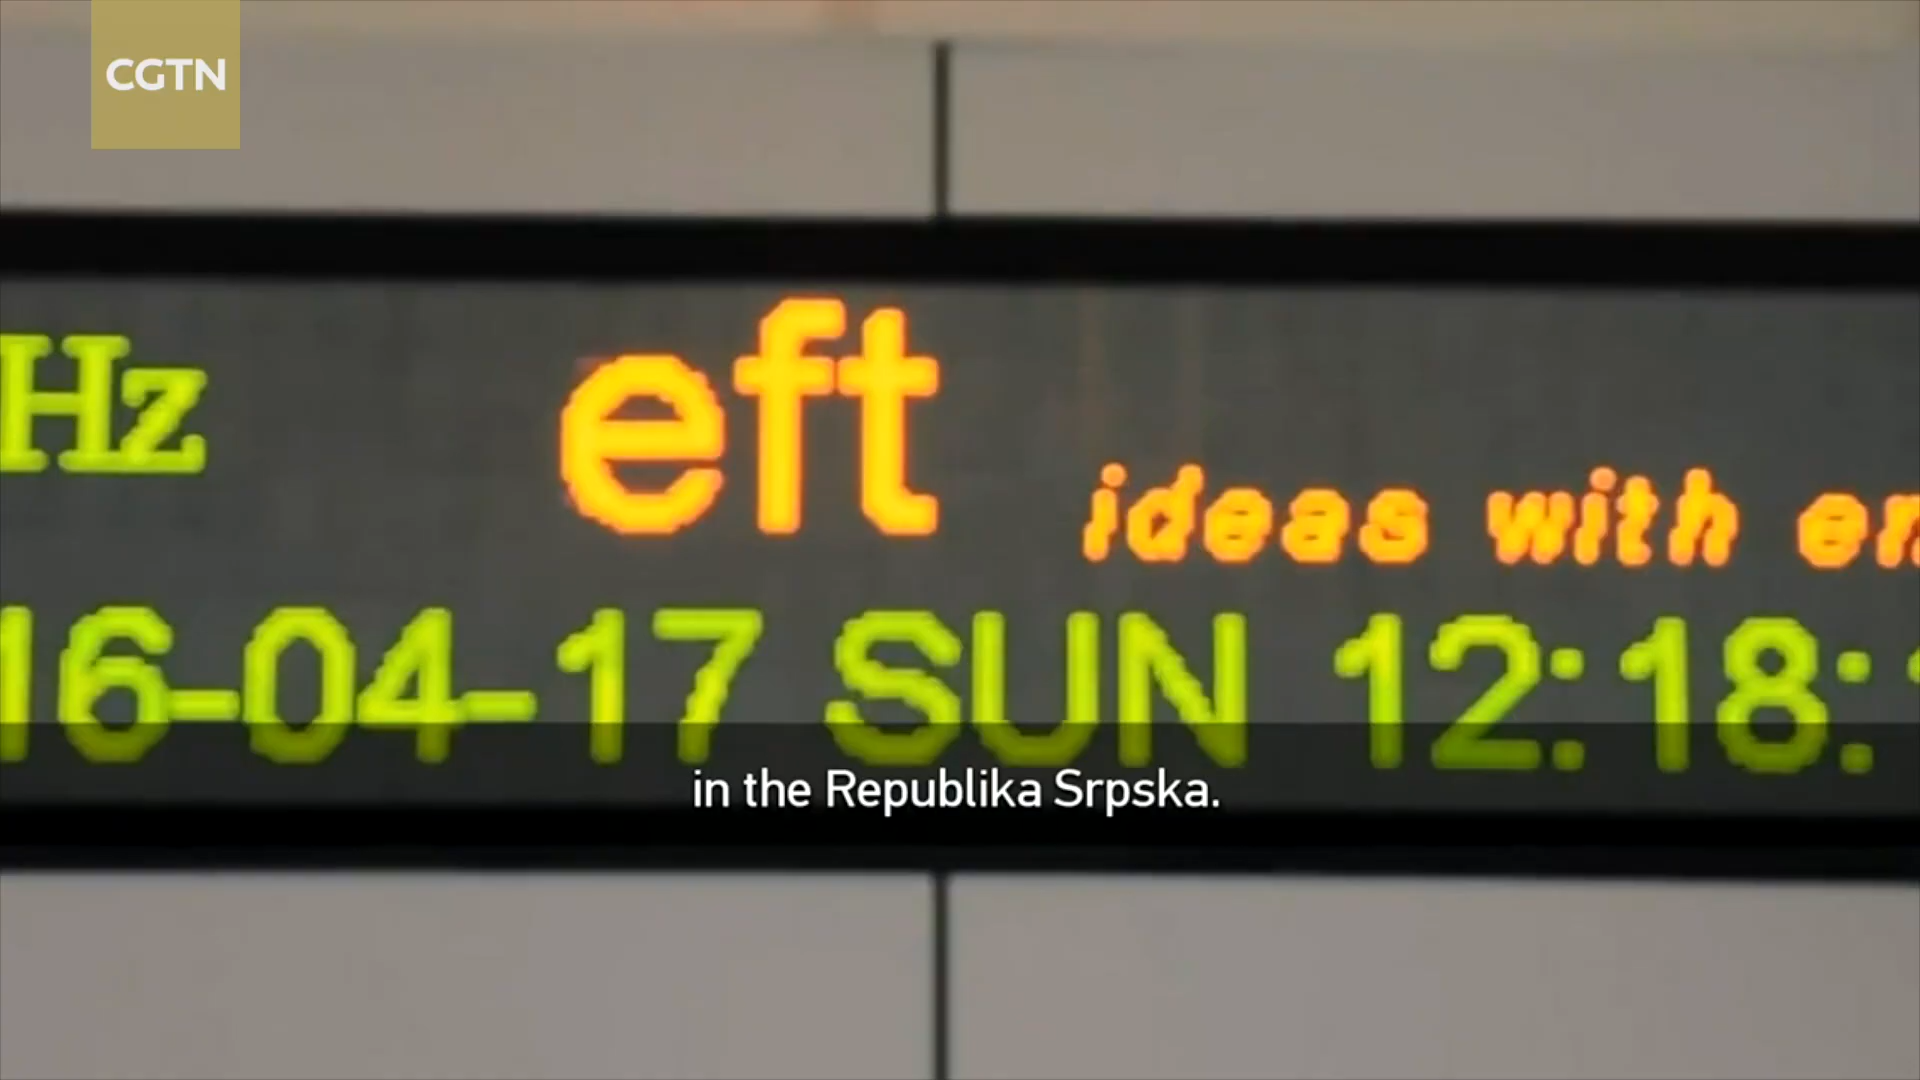 CGTN
Hz
eft
ideas with
16-04-17 SUN 12:18:
in the Republika Srpska.